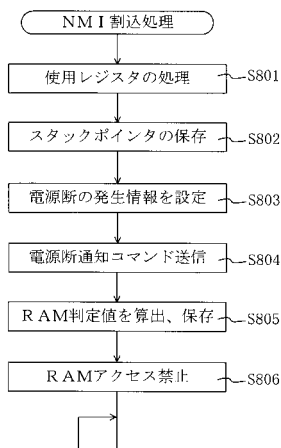 NMI割込処理
使用レジスタの処理 S801
スタックポインタの保存 S802
電源断の発生情報を設定 S803
電源断通知コマンド送信 S804
RAM判定値を算出、保存 S805
RAMアクセス禁止 S806